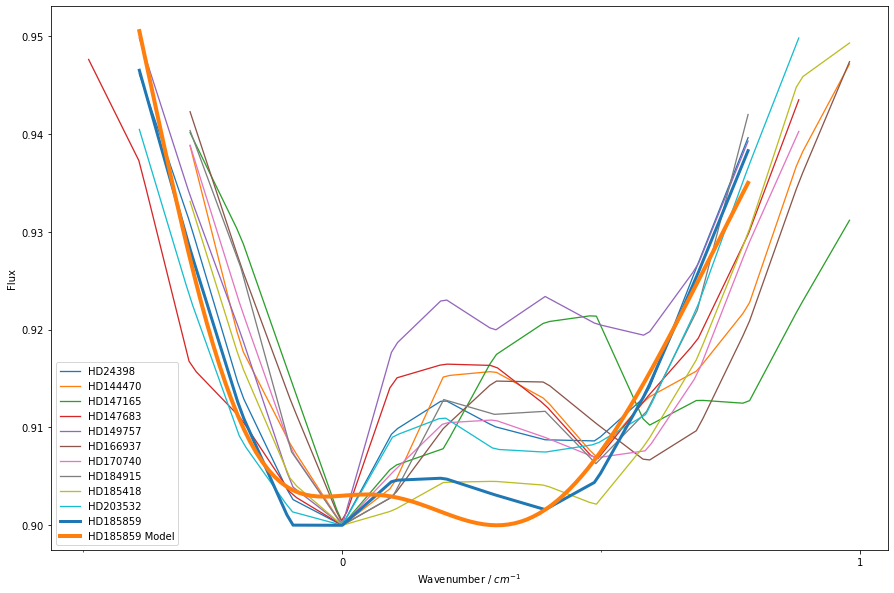 0.95
0.94
0.93
0.92
0.91
0.90
Flux
HD24398
HD144470
HD147165
HD147683
HD149757
HD166937
HD170740
HD184915
HD185418
HD203532
HD185859
HD185859 Model
0
1
Wavenumber / cm⁻¹